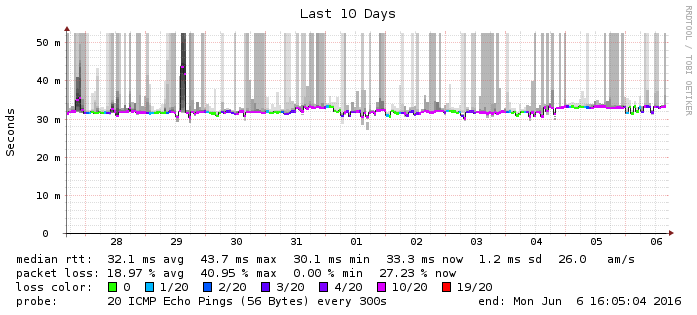 Last 10 Days
RRDTOOL / TOBI OETIKER
Seconds
50 m
40 m
30 m
20 m
10 m
0
28 29 30 31 01 02 03 04 05 06
median rtt: 32.1 ms avg 43.7 ms max 30.1 ms min 33.3 ms now 1.2 ms sd 26.0 am/s
packet loss: 18.97 % avg 40.95 % max 0.00 % min 27.23 % now
loss color: 0 1/20 2/20 3/20 4/20 10/20 19/20
probe: 20 ICMP Echo Pings (56 Bytes) every 300s end: Mon Jun 6 16:05:04 2016